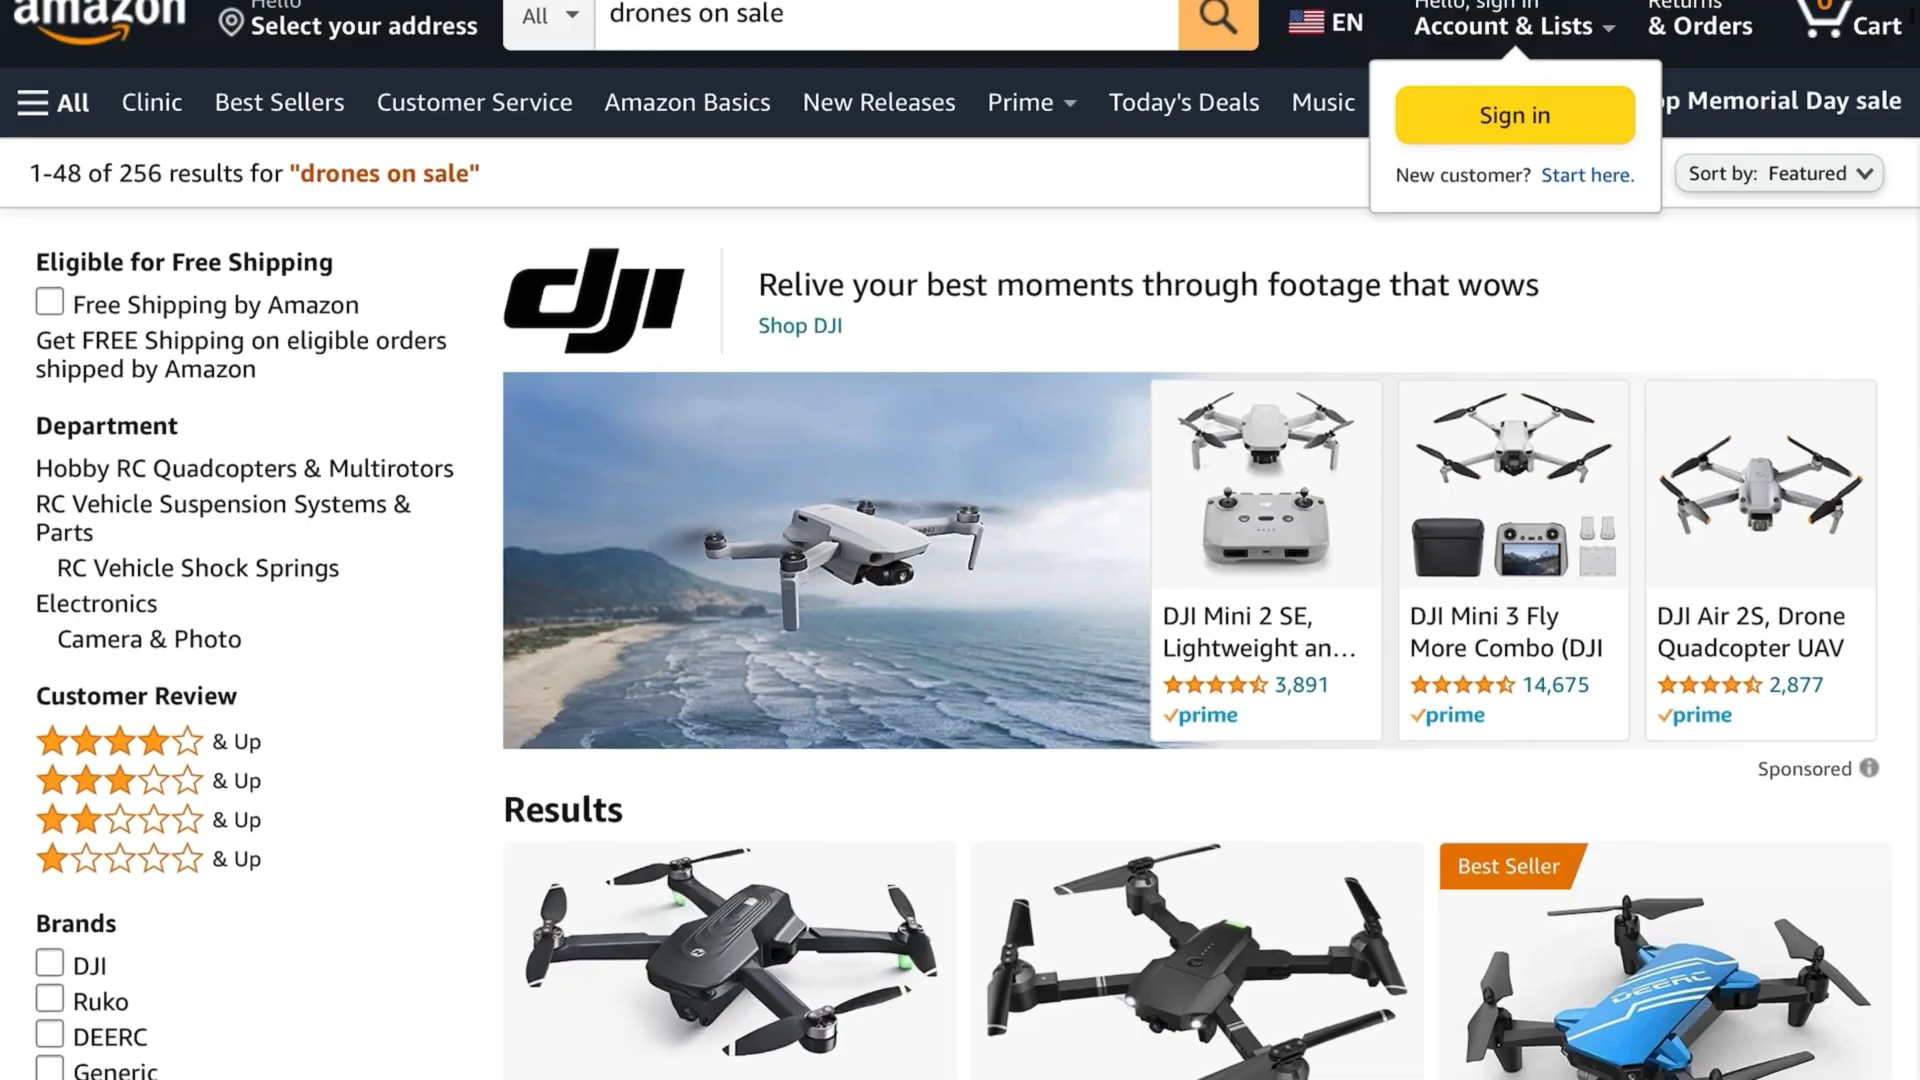 amazon
Hello
Select your address
All
drones on sale
EN
Hello, sign in
Account & Lists
Returns
& Orders
0
Cart
All
Clinic
Best Sellers
Customer Service
Amazon Basics
New Releases
Prime
Today's Deals
Music
op Memorial Day sale
Sign in
New customer? Start here.
1-48 of 256 results for "drones on sale"
Sort by: Featured
Eligible for Free Shipping
Free Shipping by Amazon
Get FREE Shipping on eligible orders
shipped by Amazon
Department
Hobby RC Quadcopters & Multirotors
RC Vehicle Suspension Systems &
Parts
RC Vehicle Shock Springs
Electronics
Camera & Photo
Customer Review
& Up
& Up
& Up
& Up
Brands
DJI
Ruko
DEERC
Generic
dji
Relive your best moments through footage that wows
Shop DJI
DJI Mini 2 SE,
Lightweight an...
3,891
prime
DJI Mini 3 Fly
More Combo (DJI
14,675
prime
DJI Air 2S, Drone
Quadcopter UAV
2,877
prime
Sponsored
Results
Best Seller
DEERC